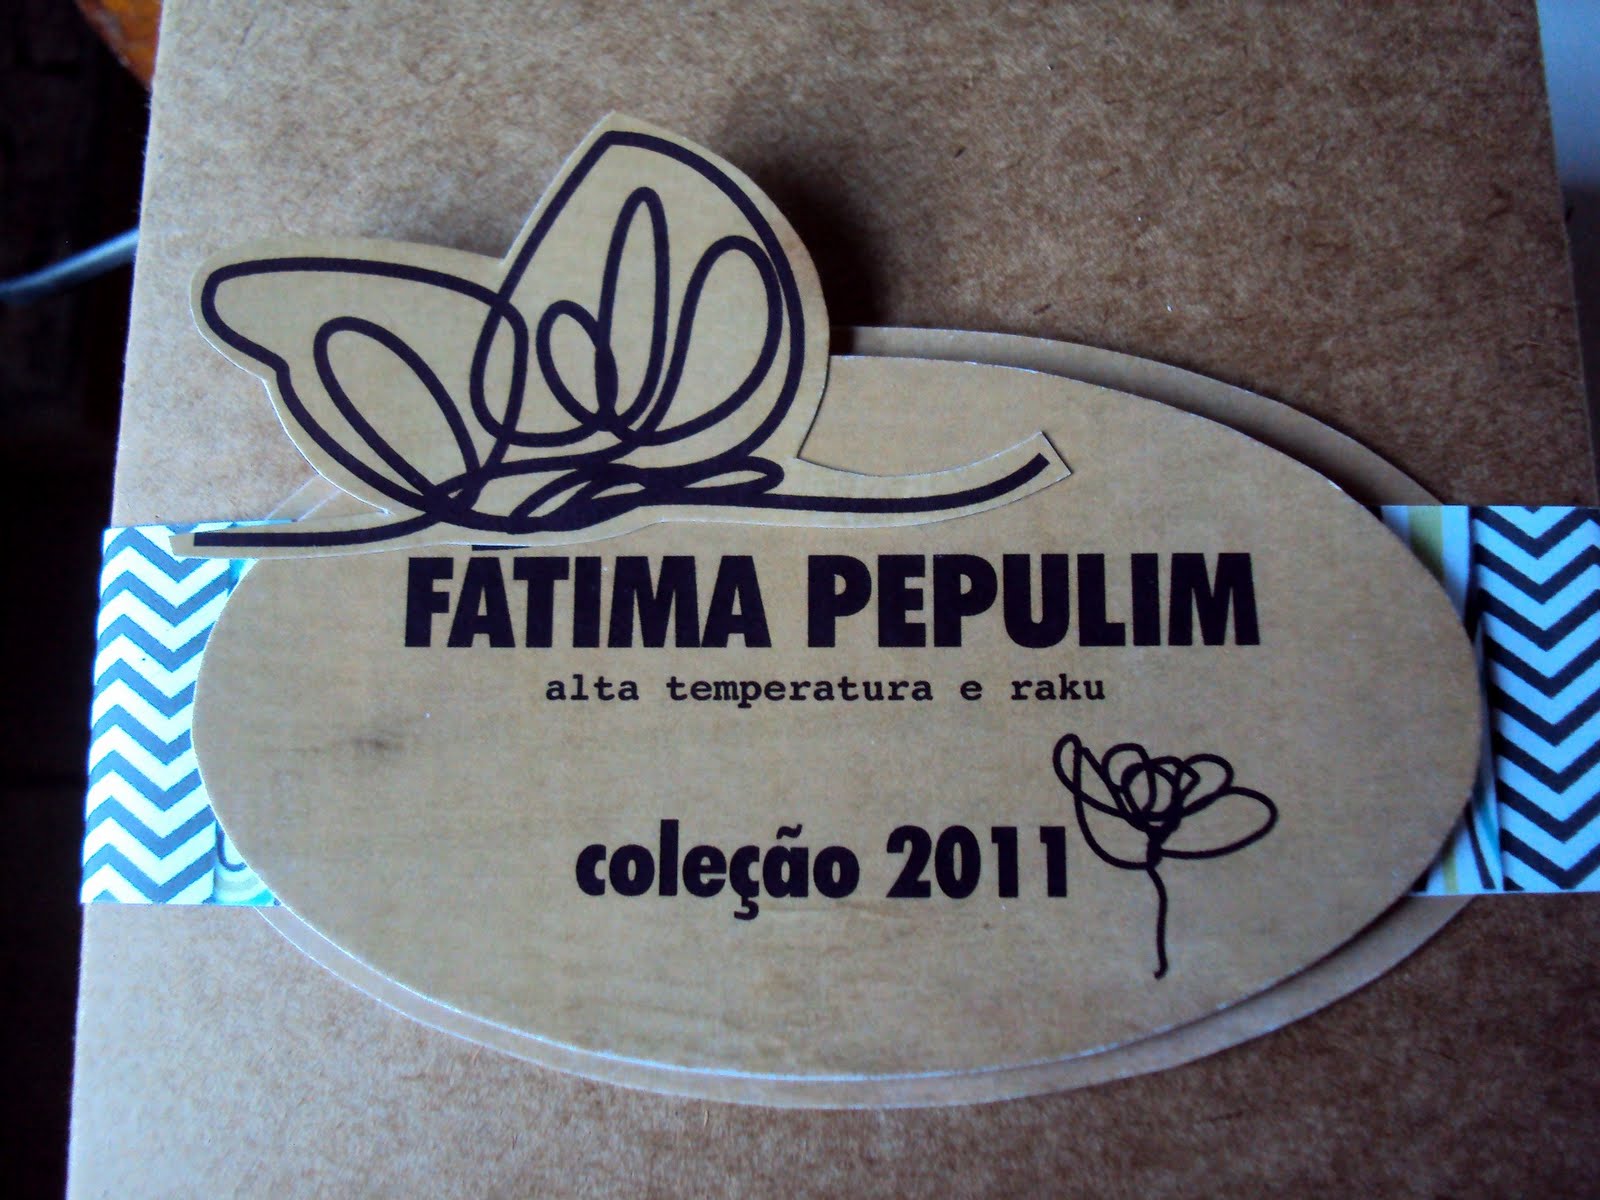 FÁTIMA PEPULIM
alta temperatura e raku
coleção 2011